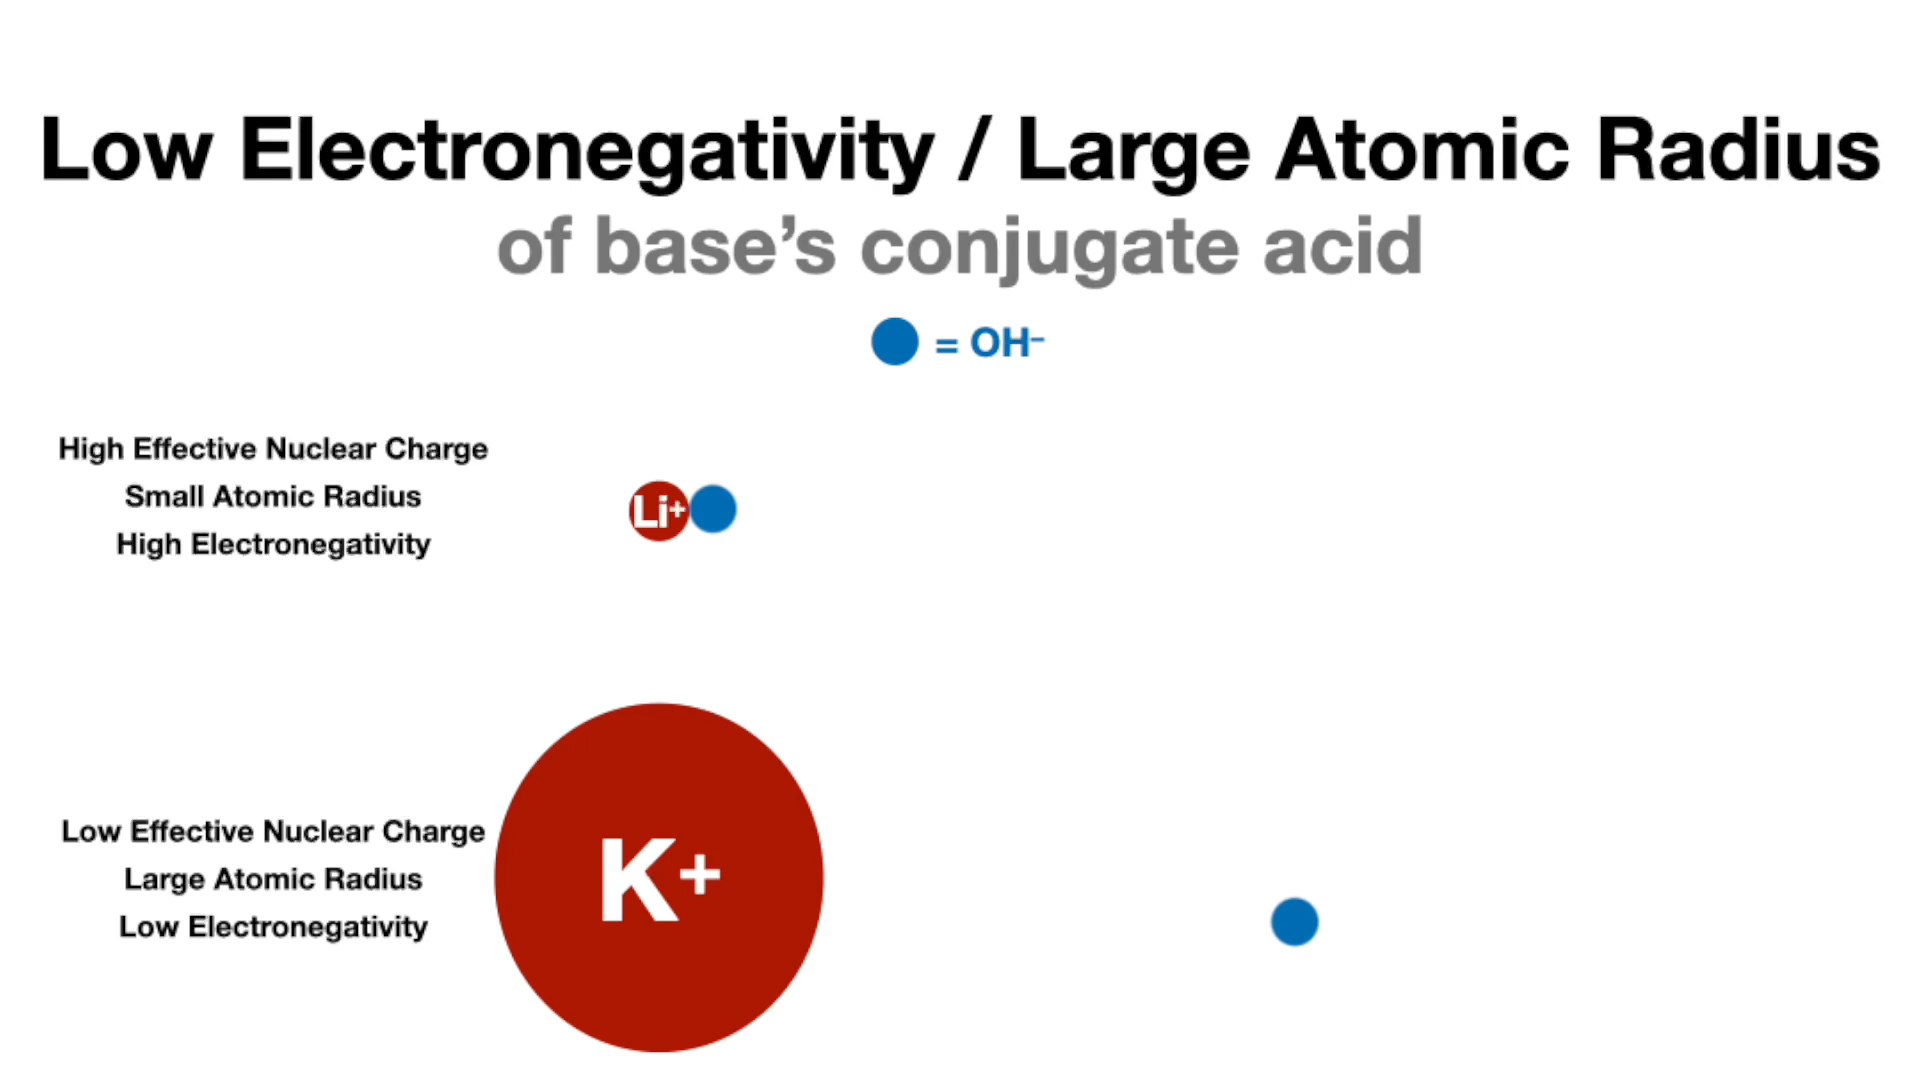 Low Electronegativity / Large Atomic Radius
of base’s conjugate acid
= OH⁻
High Effective Nuclear Charge
Small Atomic Radius
High Electronegativity
Li⁺
Low Effective Nuclear Charge
Large Atomic Radius
Low Electronegativity
K⁺